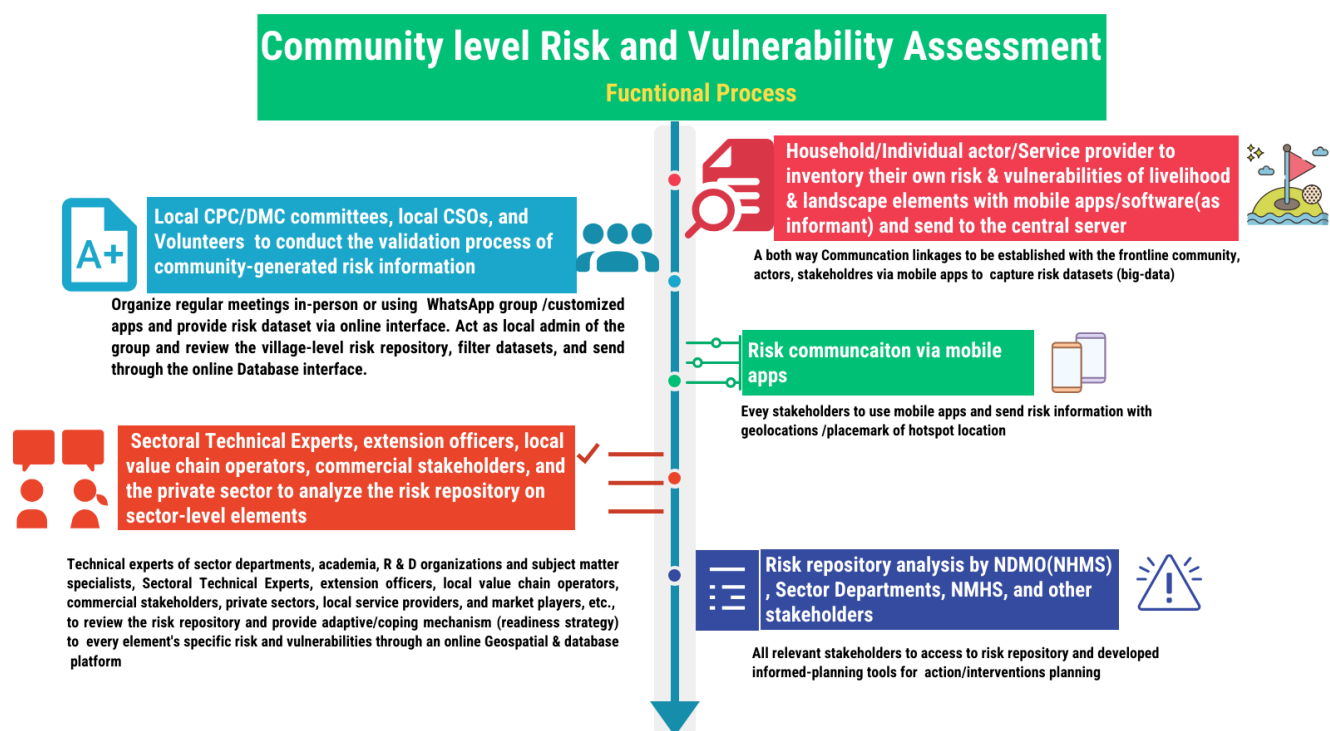 Community level Risk and Vulnerability Assessment
Fucntional Process
Household/Individual actor/Service provider to
inventory their own risk & vulnerabilities of livelihood
& landscape elements with mobile apps/software(as
informant) and send to the central server
A both way Communcation linkages to be established with the frontline community,
actors, stakeholdres via mobile apps to capture risk datasets (big-data)
A+
Local CPC/DMC committees, local CSOs, and
Volunteers to conduct the validation process of
community-generated risk information
Organize regular meetings in-person or using WhatsApp group /customized
apps and provide risk dataset via online interface. Act as local admin of the
group and review the village-level risk repository, filter datasets, and send
through the online Database interface.
Risk communcaiton via mobile
apps
Evey stakeholders to use mobile apps and send risk information with
geolocations /placemark of hotspot location
Sectoral Technical Experts, extension officers, local
value chain operators, commercial stakeholders, and
the private sector to analyze the risk repository on
sector-level elements
Technical experts of sector departments, academia, R & D organizations and subject matter
specialists, Sectoral Technical Experts, extension officers, local value chain operators,
commercial stakeholders, private sectors, local service providers, and market players, etc.,
to review the risk repository and provide adaptive/coping mechanism (readiness strategy)
to every element's specific risk and vulnerabilities through an online Geospatial & database
platform
Risk repository analysis by NDMO(NHMS)
, Sector Departments, NMHS, and other
stakeholders
All relevant stakeholders to access to risk repository and developed
informed-planning tools for action/interventions planning